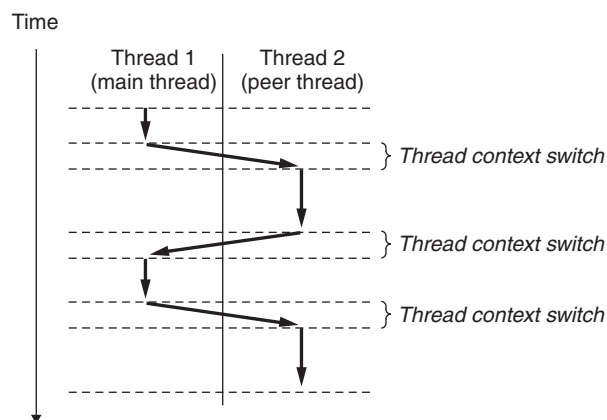 Time
Thread 1
(main thread)
Thread 2
(peer thread)
Thread context switch
Thread context switch
Thread context switch